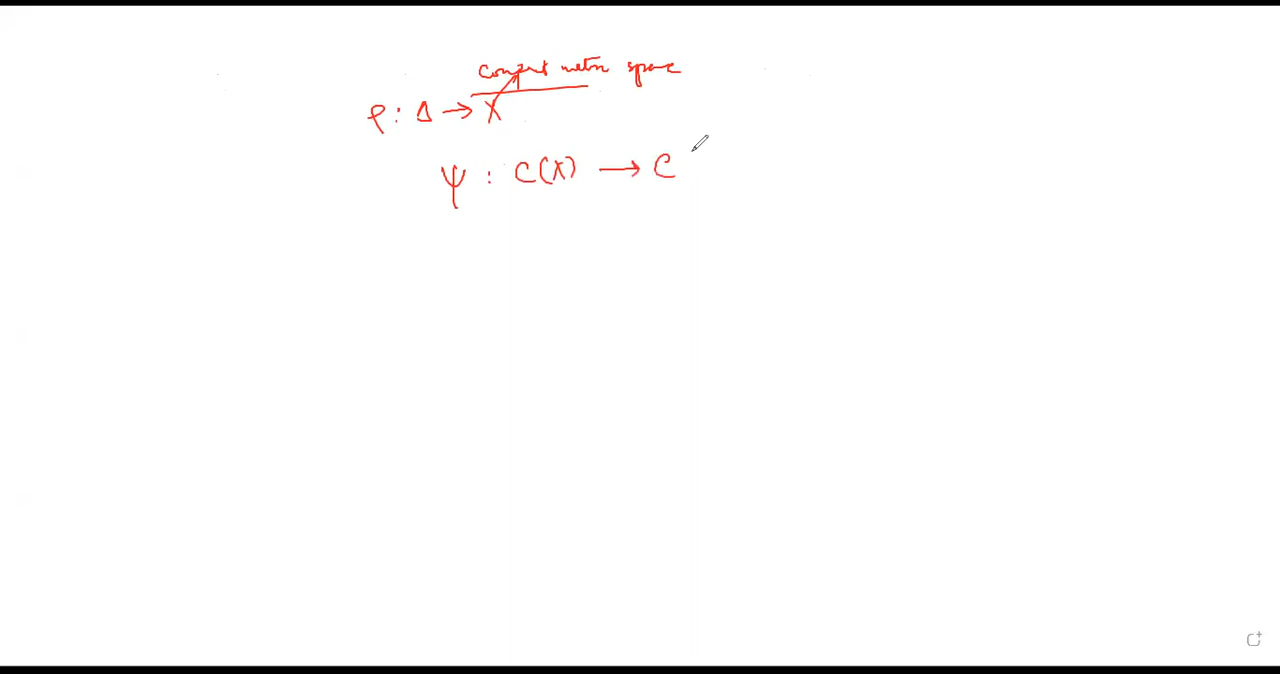 compact metric space
φ : Δ → X
ψ : C(X) → C